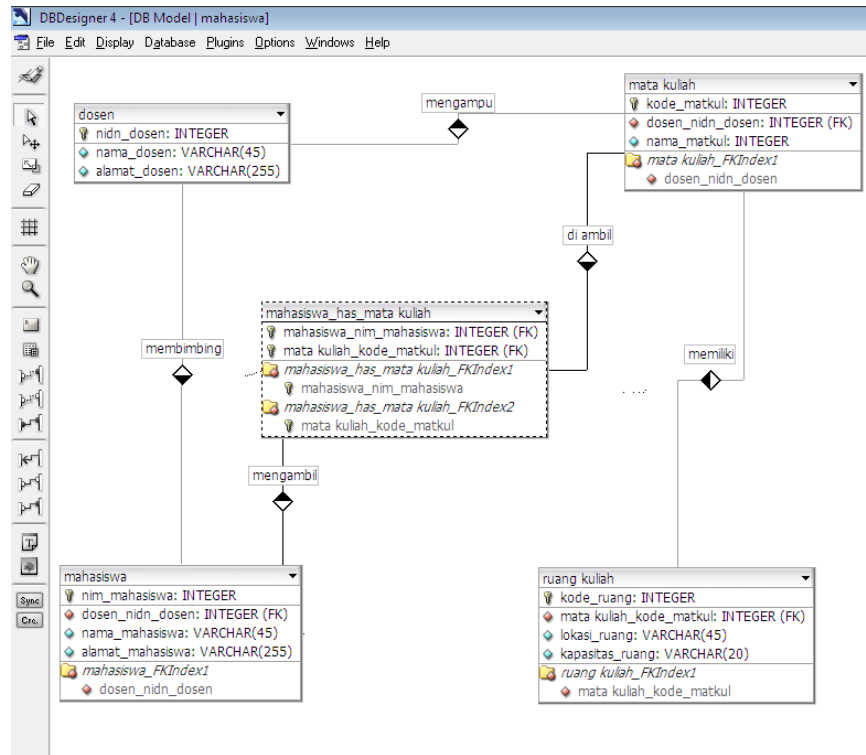 DBDesigner 4 - [DB Model | mahasiswa]
File Edit Display Database Plugins Options Windows Help
mengampu
dosen
nidn_dosen: INTEGER
nama_dosen: VARCHAR(45)
alamat_dosen: VARCHAR(255)
mata kuliah
kode_matkul: INTEGER
dosen_nidn_dosen: INTEGER (FK)
nama_matkul: INTEGER
mata kuliah_FKIndex1
dosen_nidn_dosen
di ambil
membimbing
mahasiswa_has_mata kuliah
mahasiswa_nim_mahasiswa: INTEGER (FK)
mata kuliah_kode_matkul: INTEGER (FK)
mahasiswa_has_mata kuliah_FKIndex1
mahasiswa_nim_mahasiswa
mahasiswa_has_mata kuliah_FKIndex2
mata kuliah_kode_matkul
memiliki
mengambil
mahasiswa
nim_mahasiswa: INTEGER
dosen_nidn_dosen: INTEGER (FK)
nama_mahasiswa: VARCHAR(45)
alamat_mahasiswa: VARCHAR(255)
mahasiswa_FKIndex1
dosen_nidn_dosen
ruang kuliah
kode_ruang: INTEGER
mata kuliah_kode_matkul: INTEGER (FK)
lokasi_ruang: VARCHAR(45)
kapasitas_ruang: VARCHAR(20)
ruang kuliah_FKIndex1
mata kuliah_kode_matkul
Sync
Cre.